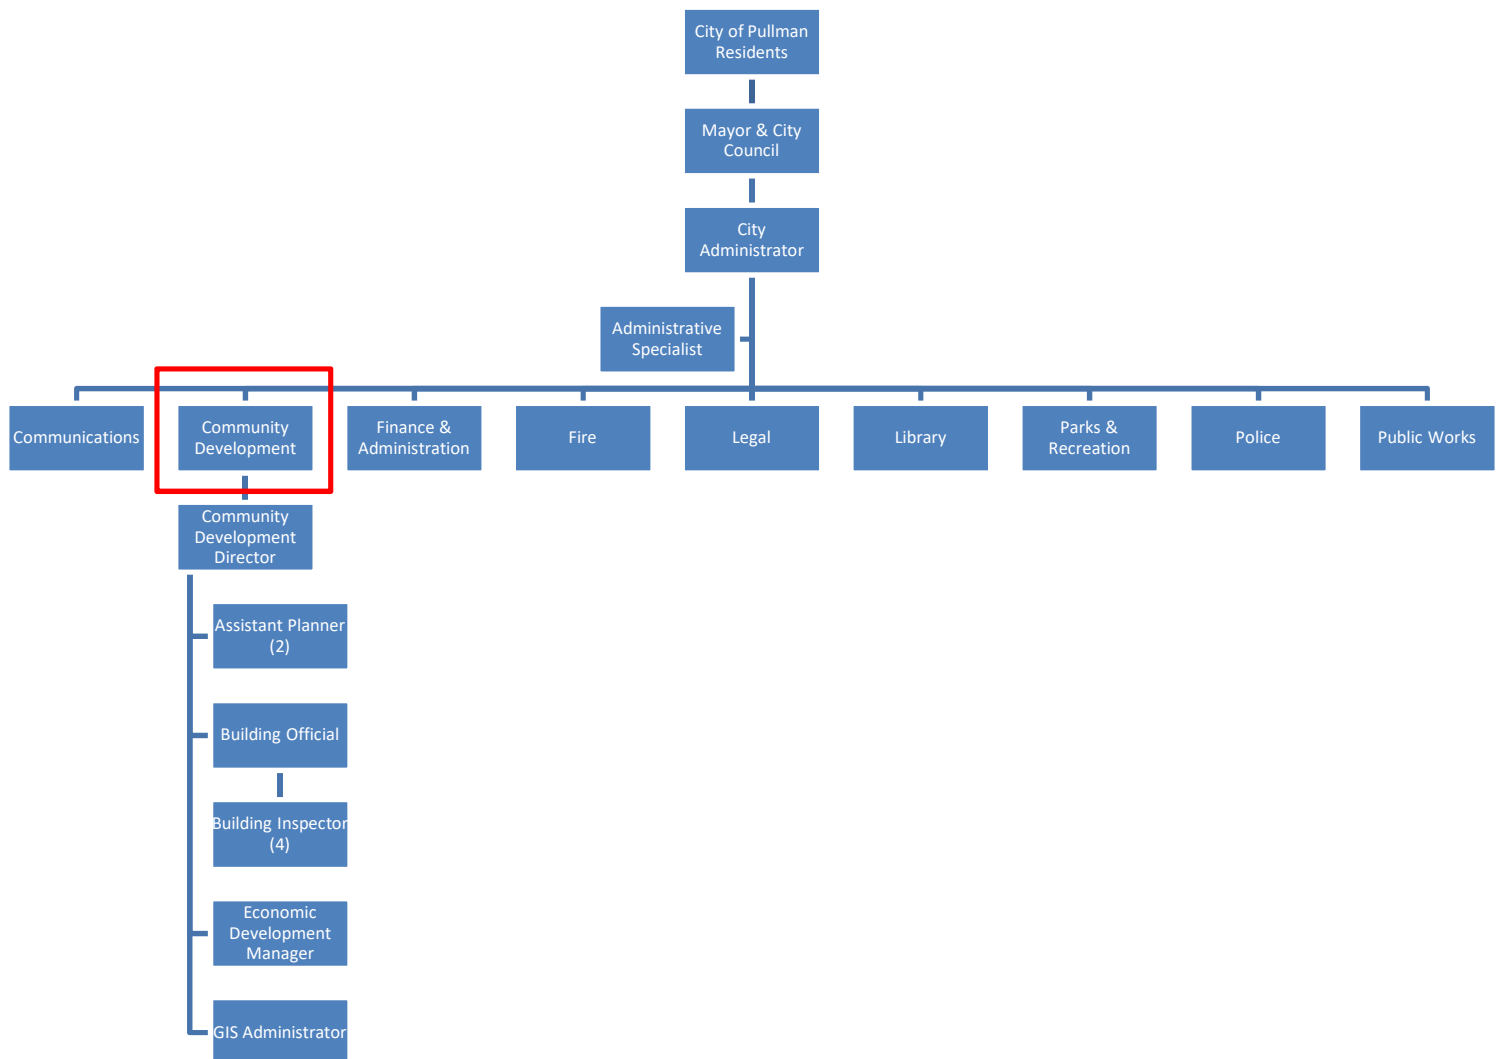 City of Pullman
Residents
Mayor & City
Council
City
Administrator
Administrative
Specialist
Communications
Community
Development
Finance &
Administration
Fire
Legal
Library
Parks &
Recreation
Police
Public Works
Community
Development
Director
Assistant Planner
(2)
Building Official
Building Inspector
(4)
Economic
Development
Manager
GIS Administrator